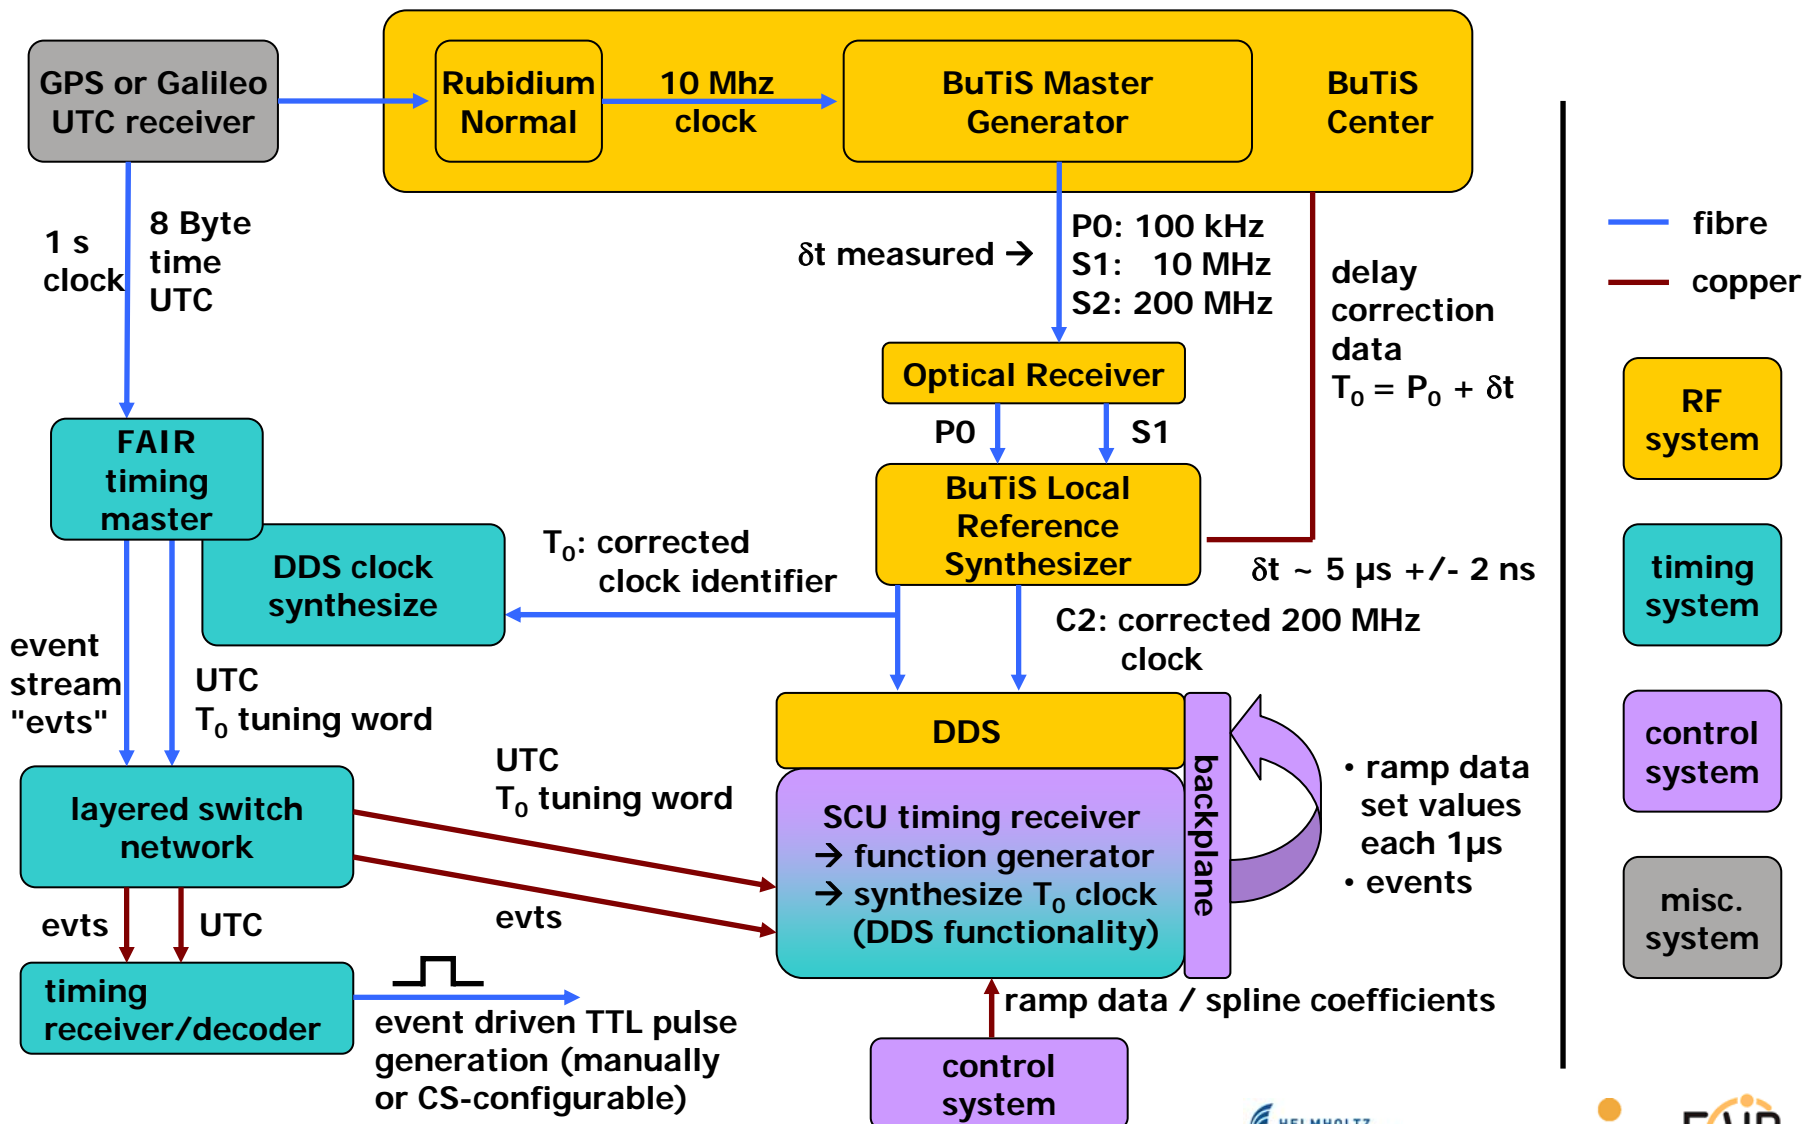 GPS or Galileo
UTC receiver
Rubidium
Normal
10 Mhz
clock
BuTiS Master
Generator
BuTiS
Center
1 s
clock
8 Byte
time
UTC
δt measured →
P0: 100 kHz
S1: 10 MHz
S2: 200 MHz
delay
correction
data
T0 = P0 + δt
fibre
copper
Optical Receiver
P0
S1
FAIR
timing
master
BuTiS Local
Reference
Synthesizer
RF
system
DDS clock
synthesize
T0: corrected
clock identifier
δt ~ 5 µs +/- 2 ns
timing
system
C2: corrected 200 MHz
clock
event
stream
"evts"
UTC
T0 tuning word
DDS
backplane
control
system
UTC
T0 tuning word
layered switch
network
SCU timing receiver
→ function generator
→ synthesize T0 clock
(DDS functionality)
• ramp data
set values
each 1µs
• events
evts
UTC
evts
misc.
system
timing
receiver/decoder
event driven TTL pulse
generation (manually
or CS-configurable)
ramp data / spline coefficients
control
system
HELMHOLTZ
FAIR